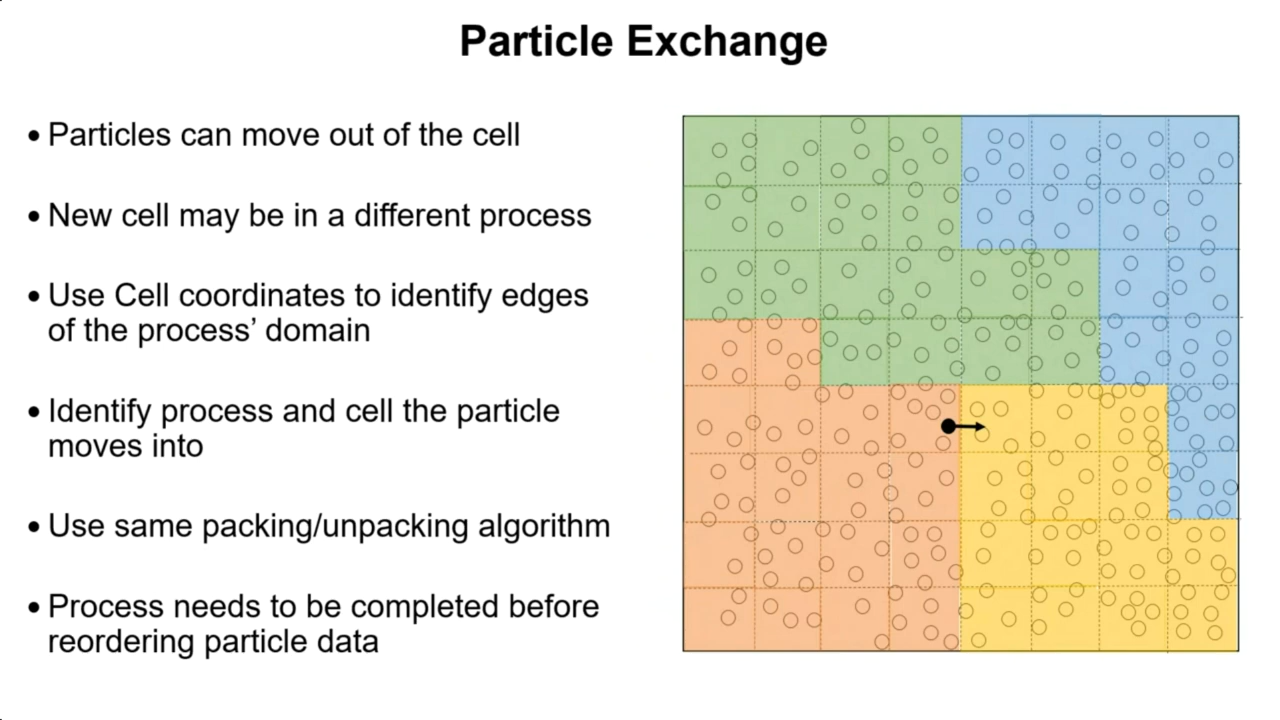 Particle Exchange
• Particles can move out of the cell
• New cell may be in a different process
• Use Cell coordinates to identify edges
of the process’ domain
• Identify process and cell the particle
moves into
• Use same packing/unpacking algorithm
• Process needs to be completed before
reordering particle data